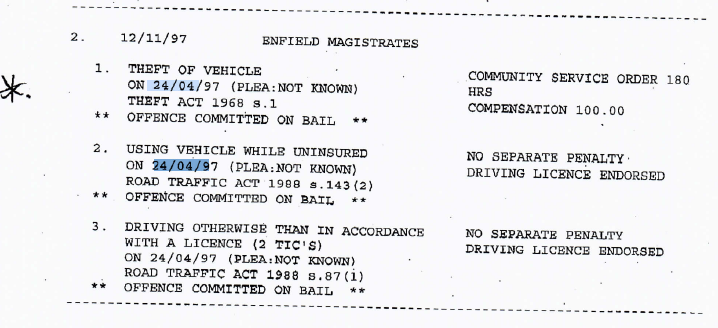 2. 12/11/97 ENFIELD MAGISTRATES
1. THEFT OF VEHICLE
ON 24/04/97 (PLEA:NOT KNOWN)
THEFT ACT 1968 s.1
** OFFENCE COMMITTED ON BAIL **
COMMUNITY SERVICE ORDER 180
HRS
COMPENSATION 100.00
2. USING VEHICLE WHILE UNINSURED
ON 24/04/97 (PLEA:NOT KNOWN)
ROAD TRAFFIC ACT 1988 s.143(2)
** OFFENCE COMMITTED ON BAIL **
NO SEPARATE PENALTY
DRIVING LICENCE ENDORSED
3. DRIVING OTHERWISE THAN IN ACCORDANCE
WITH A LICENCE (2 TIC'S)
ON 24/04/97 (PLEA:NOT KNOWN)
ROAD TRAFFIC ACT 1988 s.87(1)
** OFFENCE COMMITTED ON BAIL **
NO SEPARATE PENALTY
DRIVING LICENCE ENDORSED